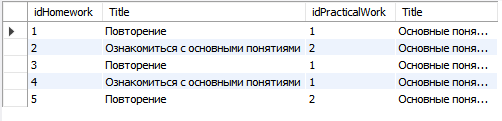 idHomework Title idPracticalWork Title
1 Повторение 1 Основные поня...
2 Ознакомиться с основными понятиями 2 Основные поня...
3 Повторение 1 Основные поня...
4 Ознакомиться с основными понятиями 1 Основные поня...
5 Повторение 2 Основные поня...